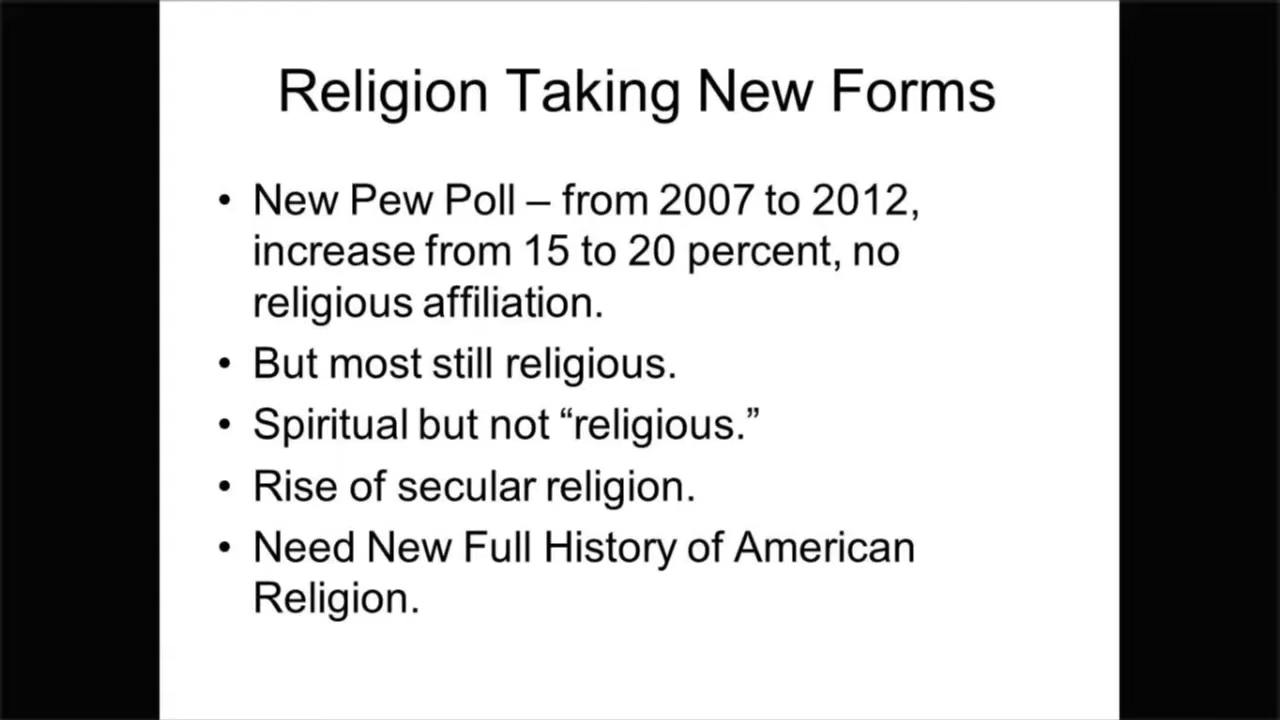 Religion Taking New Forms
• New Pew Poll – from 2007 to 2012,
increase from 15 to 20 percent, no
religious affiliation.
• But most still religious.
• Spiritual but not “religious.”
• Rise of secular religion.
• Need New Full History of American
Religion.